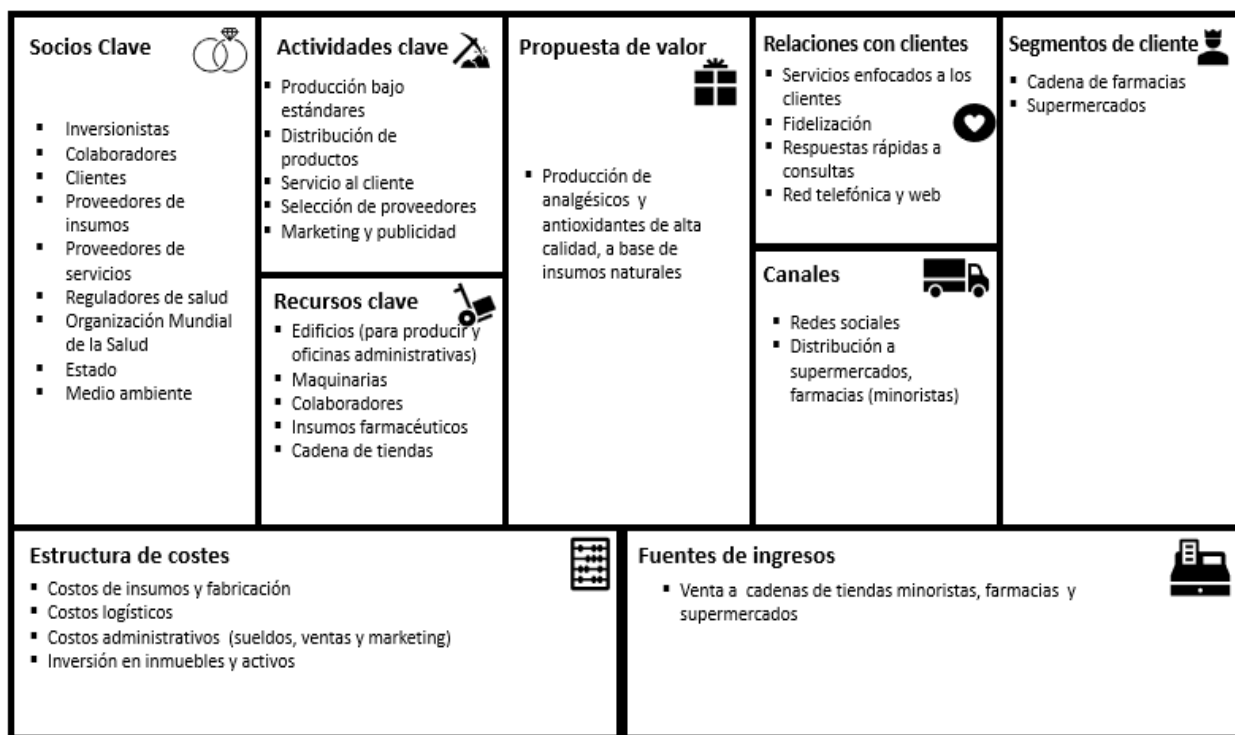 Socios Clave
▪ Inversionistas
▪ Colaboradores
▪ Clientes
▪ Proveedores de
insumos
▪ Proveedores de
servicios
▪ Reguladores de salud
▪ Organización Mundial
de la Salud
▪ Estado
▪ Medio ambiente
Actividades clave
▪ Producción bajo
estándares
▪ Distribución de
productos
▪ Servicio al cliente
▪ Selección de proveedores
▪ Marketing y publicidad
Recursos clave
▪ Edificios (para producir y
oficinas administrativas)
▪ Maquinarias
▪ Colaboradores
▪ Insumos farmacéuticos
▪ Cadena de tiendas
Propuesta de valor
▪ Producción de
analgésicos y
antioxidantes de alta
calidad, a base de
insumos naturales
Relaciones con clientes
▪ Servicios enfocados a los
clientes
▪ Fidelización
▪ Respuestas rápidas a
consultas
▪ Red telefónica y web
Canales
▪ Redes sociales
▪ Distribución a
supermercados,
farmacias (minoristas)
Segmentos de cliente
▪ Cadena de farmacias
▪ Supermercados
Estructura de costes
▪ Costos de insumos y fabricación
▪ Costos logísticos
▪ Costos administrativos (sueldos, ventas y marketing)
▪ Inversión en inmuebles y activos
Fuentes de ingresos
▪ Venta a cadenas de tiendas minoristas, farmacias y
supermercados